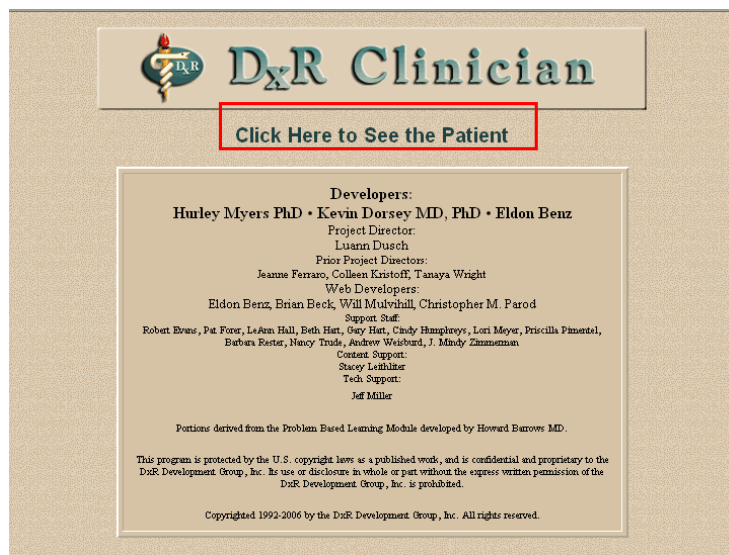 DxR
DxR Clinician
Click Here to See the Patient
Developers:
Hurley Myers PhD • Kevin Dorsey MD, PhD • Eldon Benz
Project Director:
Luann Dusch
Prior Project Directors:
Jeanne Ferraro, Colleen Kristoff, Tanaya Wright
Web Developers:
Eldon Benz, Brian Beck, Will Mulvihill, Christopher M. Parod
Support Staff:
Robert Evans, Pat Forer, LeAnn Hall, Beth Hart, Gary Hart, Cindy Humphreys, Lori Meyer, Priscilla Pimentel,
Barbara Rester, Nancy Trude, Andrew Weisburd, J. Mindy Zimmerman
Content Support:
Stacey Leithliter
Tech Support:
Jeff Miller
Portions derived from the Problem Based Learning Module developed by Howard Barrows MD.
This program is protected by the U.S. copyright laws as a published work, and is confidential and proprietary to the
DxR Development Group, Inc. Its use or disclosure in whole or part without the express written permission of the
DxR Development Group, Inc. is prohibited.
Copyrighted 1992-2006 by the DxR Development Group, Inc. All rights reserved.